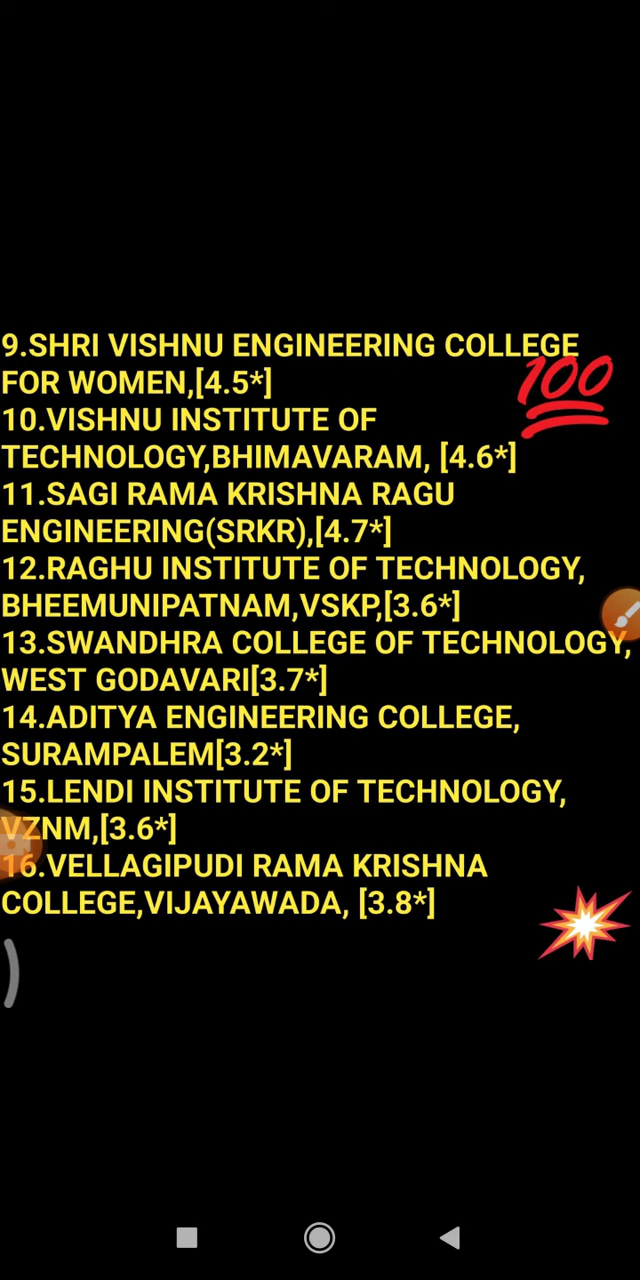 9.SHRI VISHNU ENGINEERING COLLEGE
FOR WOMEN,[4.5*]
10.VISHNU INSTITUTE OF
TECHNOLOGY,BHIMAVARAM, [4.6*]
11.SAGI RAMA KRISHNA RAGU
ENGINEERING(SRKR),[4.7*]
12.RAGHU INSTITUTE OF TECHNOLOGY,
BHEEMUNIPATNAM,VSKP,[3.6*]
13.SWANDHRA COLLEGE OF TECHNOLOGY,
WEST GODAVARI[3.7*]
14.ADITYA ENGINEERING COLLEGE,
SURAMPALEM[3.2*]
15.LENDI INSTITUTE OF TECHNOLOGY,
VZNM,[3.6*]
16.VELLAGIPUDI RAMA KRISHNA
COLLEGE,VIJAYAWADA, [3.8*]
100